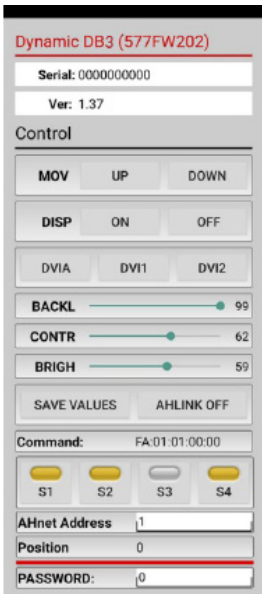 Dynamic DB3 (577FW202)
Serial: 0000000000
Ver: 1.37
Control
MOV UP DOWN
DISP ON OFF
DVIA DVI1 DVI2
BACKL 99
CONTR 62
BRIGH 59
SAVE VALUES AHLINK OFF
Command: FA:01:01:00:00
S1 S2 S3 S4
AHnet Address 1
Position 0
PASSWORD: 0